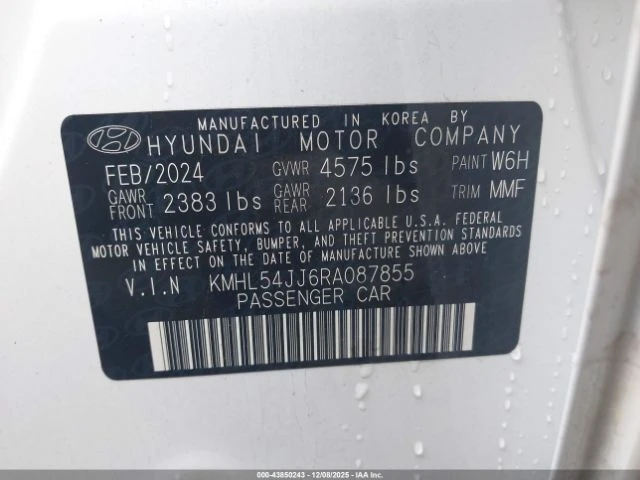 MANUFACTURED IN KOREA BY
HYUNDAI MOTOR COMPANY
FEB/2024 GVWR 4575 lbs PAINT W6H
GAWR FRONT 2383 lbs GAWR REAR 2136 lbs TRIM MMF
THIS VEHICLE CONFORMS TO ALL APPLICABLE U.S.A. FEDERAL
MOTOR VEHICLE SAFETY, BUMPER, AND THEFT PREVENTION STANDARDS
IN EFFECT ON THE DATE OF MANUFACTURE SHOWN ABOVE.
V.I.N KMHL54JJ6RA087855
PASSENGER CAR
000-43850243 - 12/08/2025 - IAAI.COM